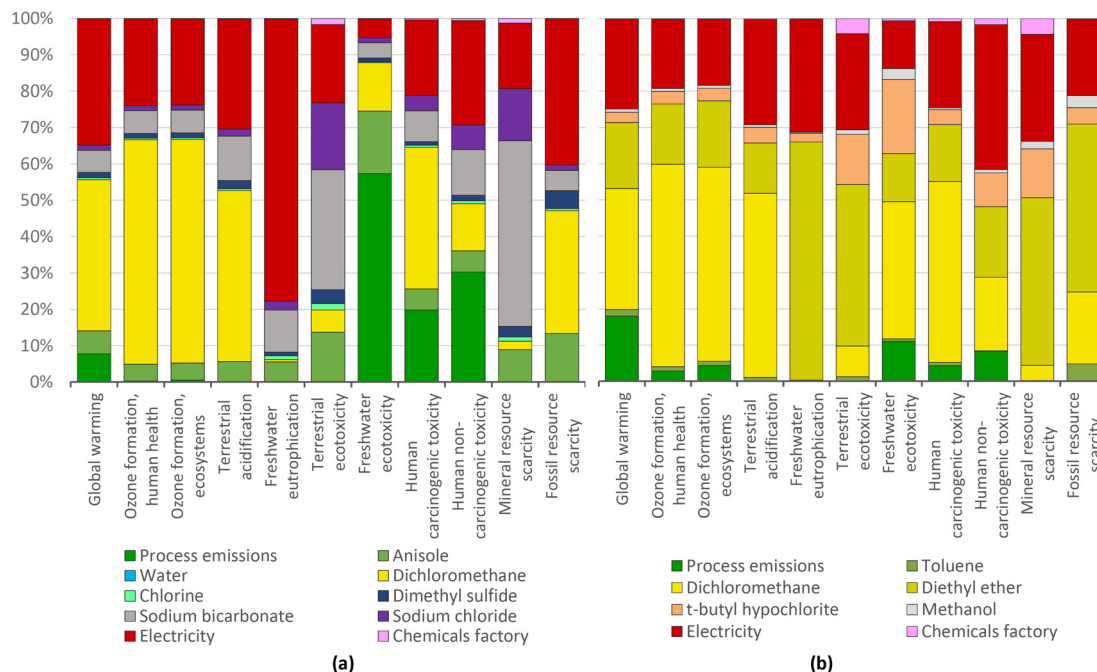 100%
90%
80%
70%
60%
50%
40%
30%
20%
10%
0%
Global warming
Ozone formation,
human health
Ozone formation,
ecosystems
Terrestrial
acidification
Freshwater
eutrophication
Terrestrial
ecotoxicity
Freshwater
ecotoxicity
Human
carcinogenic toxicity
Human non-
carcinogenic toxicity
Mineral resource
scarcity
Fossil resource
scarcity
Process emissions
Anisole
Water
Dichloromethane
Chlorine
Dimethyl sulfide
Sodium bicarbonate
Sodium chloride
Electricity
Chemicals factory
(a)
Global warming
Ozone formation,
human health
Ozone formation,
ecosystems
Terrestrial
acidification
Freshwater
eutrophication
Terrestrial
ecotoxicity
Freshwater
ecotoxicity
Human
carcinogenic toxicity
Human non-
carcinogenic toxicity
Mineral resource
scarcity
Fossil resource
scarcity
Process emissions
Toluene
Dichloromethane
Diethyl ether
t-butyl hypochlorite
Methanol
Electricity
Chemicals factory
(b)